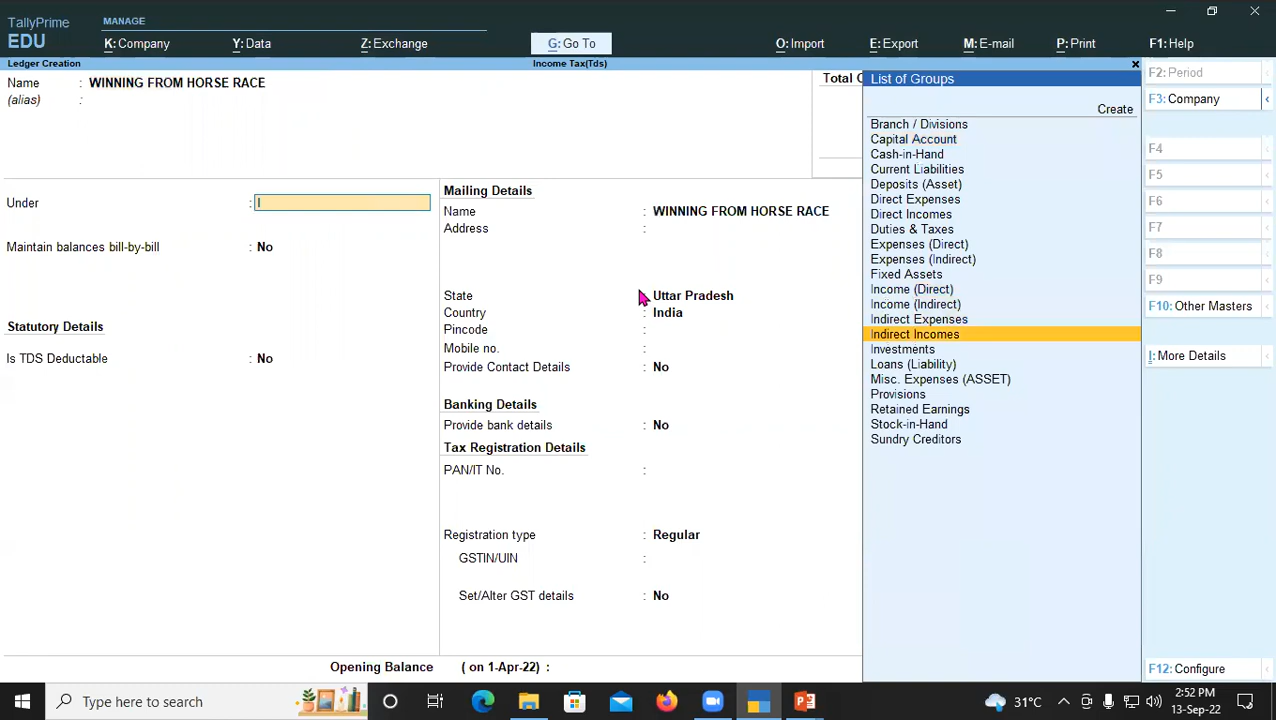 TallyPrime
EDU
MANAGE
K: Company
Y: Data
Z: Exchange
G: Go To
O: Import
E: Export
M: E-mail
P: Print
F1: Help
Ledger Creation
Income Tax(Tds)
Name : WINNING FROM HORSE RACE
(alias) :
Under : I
Maintain balances bill-by-bill : No
Statutory Details
Is TDS Deductable : No
Mailing Details
Name : WINNING FROM HORSE RACE
Address :
State : Uttar Pradesh
Country : India
Pincode :
Mobile no. :
Provide Contact Details : No
Banking Details
Provide bank details : No
Tax Registration Details
PAN/IT No. :
Registration type : Regular
GSTIN/UIN :
Set/Alter GST details : No
Opening Balance ( on 1-Apr-22) :
Total
List of Groups
Create
Branch / Divisions
Capital Account
Cash-in-Hand
Current Liabilities
Deposits (Asset)
Direct Expenses
Direct Incomes
Duties & Taxes
Expenses (Direct)
Expenses (Indirect)
Fixed Assets
Income (Direct)
Income (Indirect)
Indirect Expenses
Indirect Incomes
Investments
Loans (Liability)
Misc. Expenses (ASSET)
Provisions
Retained Earnings
Stock-in-Hand
Sundry Creditors
F2: Period
F3: Company
F4
F5
F6
F7
F8
F9
F10: Other Masters
I: More Details
F12: Configure
Type here to search
31°C
2:52 PM
13-Sep-22